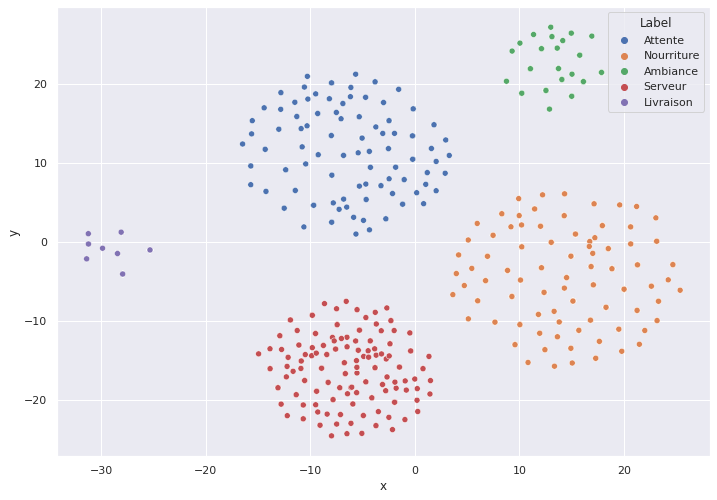 Label
Attente
Nourriture
Ambiance
Serveur
Livraison
20
10
0
−10
−20
y
−30
−20
−10
0
10
20
x